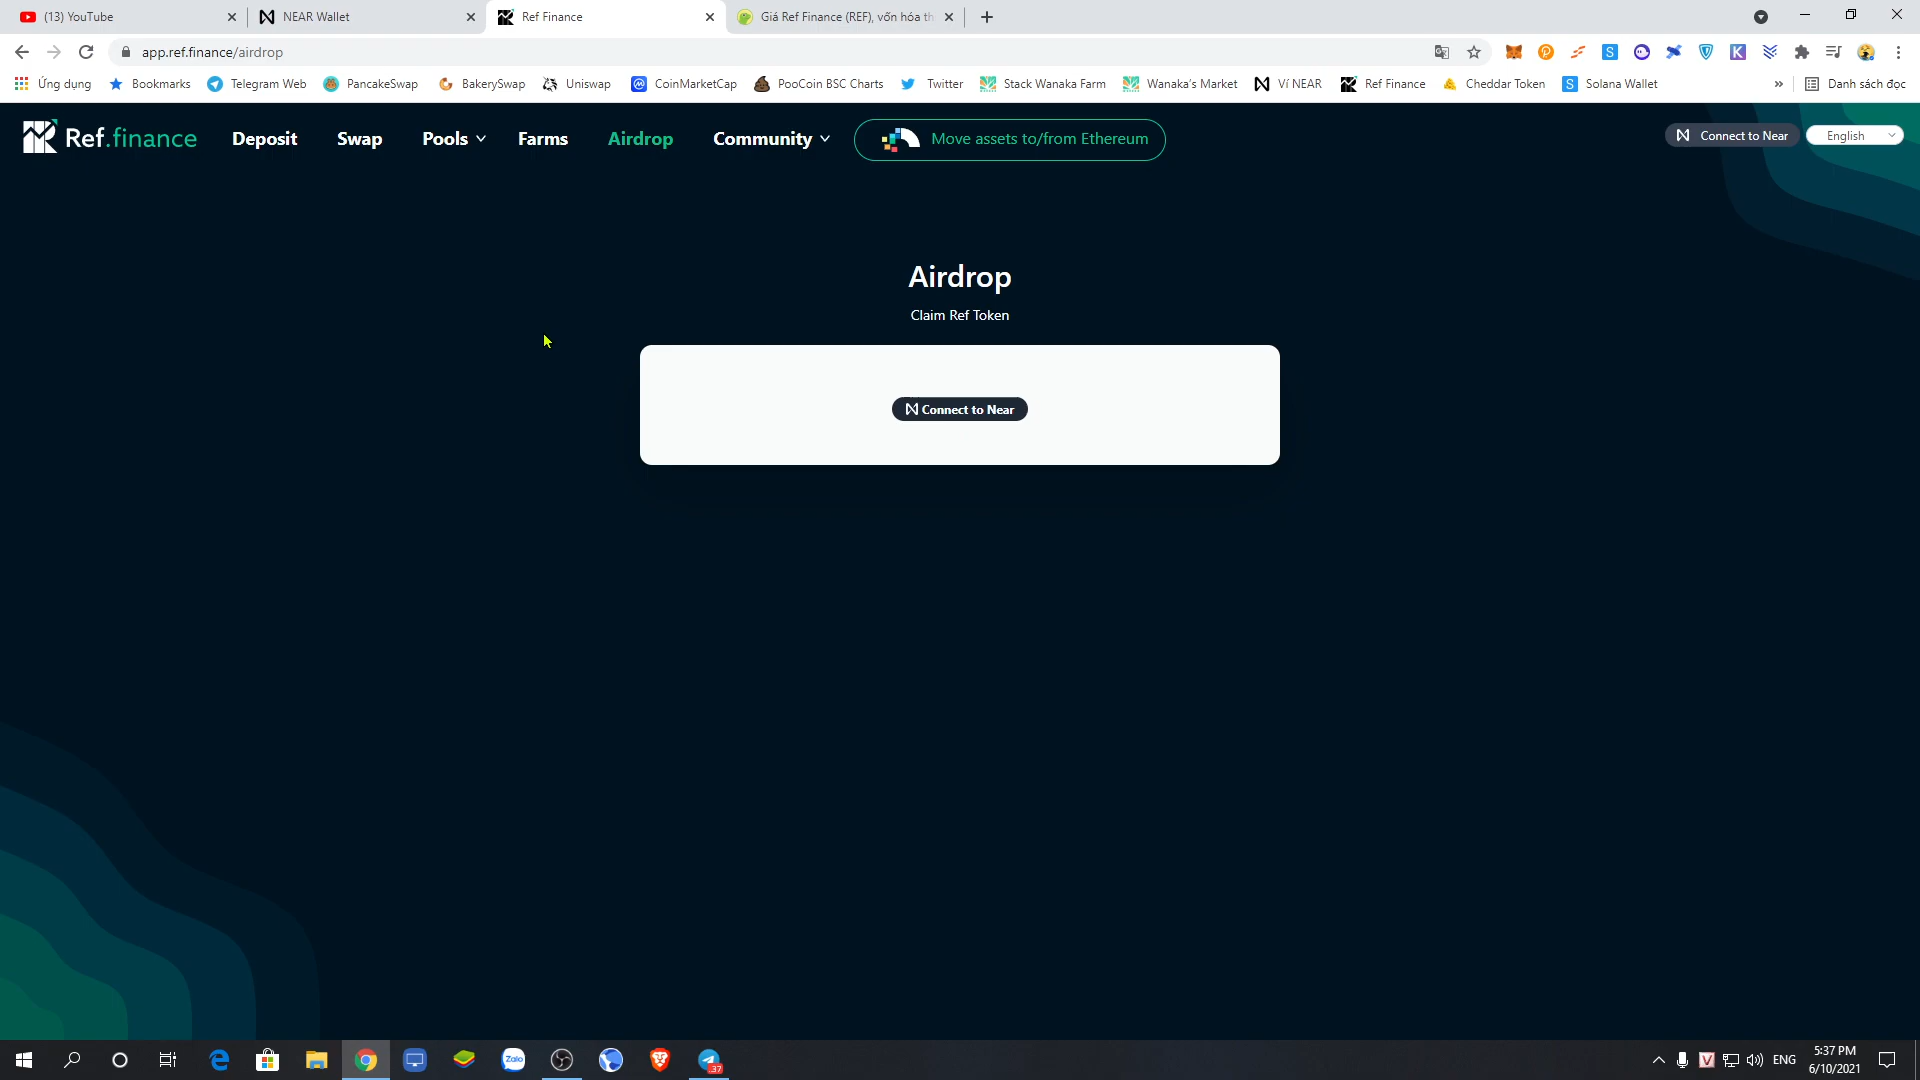 (13) YouTube
NEAR Wallet
Ref Finance
Giá Ref Finance (REF), vốn hóa th
app.ref.finance/airdrop
Ứng dụng
Bookmarks
Telegram Web
PancakeSwap
BakerySwap
Uniswap
CoinMarketCap
PooCoin BSC Charts
Twitter
Stack Wanaka Farm
Wanaka's Market
Ví NEAR
Ref Finance
Cheddar Token
Solana Wallet
»
Danh sách đọc
Ref.finance
Deposit
Swap
Pools
Farms
Airdrop
Community
Move assets to/from Ethereum
Connect to Near
English
Airdrop
Claim Ref Token
Connect to Near
Zalo
37
ENG
5:37 PM
6/10/2021